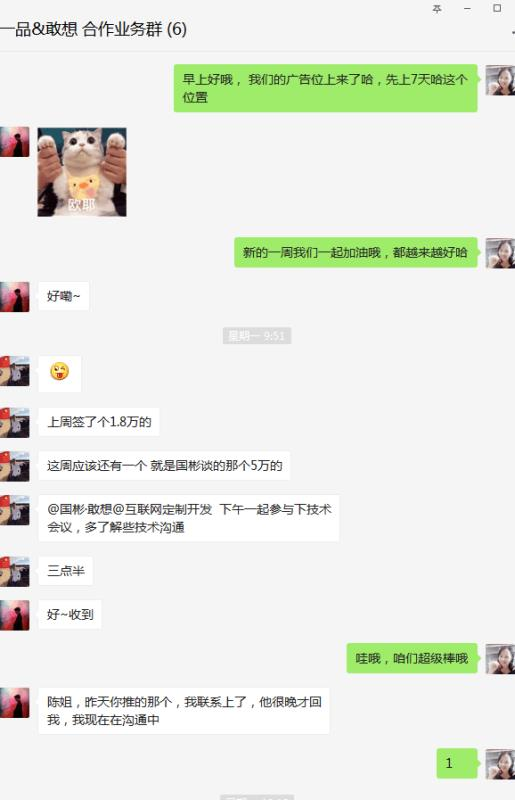 一品&敢想 合作业务群 (6)
早上好哦， 我们的广告位上来了哈，先上7天哈这个
位置
欧耶
新的一周我们一起加油哦，都越来越好哈
好嘞~
星期一 9:51
上周签了个1.8万的
这周应该还有一个 就是国彬谈的那个5万的
@国彬·敢想@互联网定制开发  下午一起参与下技术
会议，多了解些技术沟通
三点半
好~收到
哇哦，咱们超级棒哦
陈姐，昨天你推的那个，我联系上了，他很晚才回
我，我现在在沟通中
1